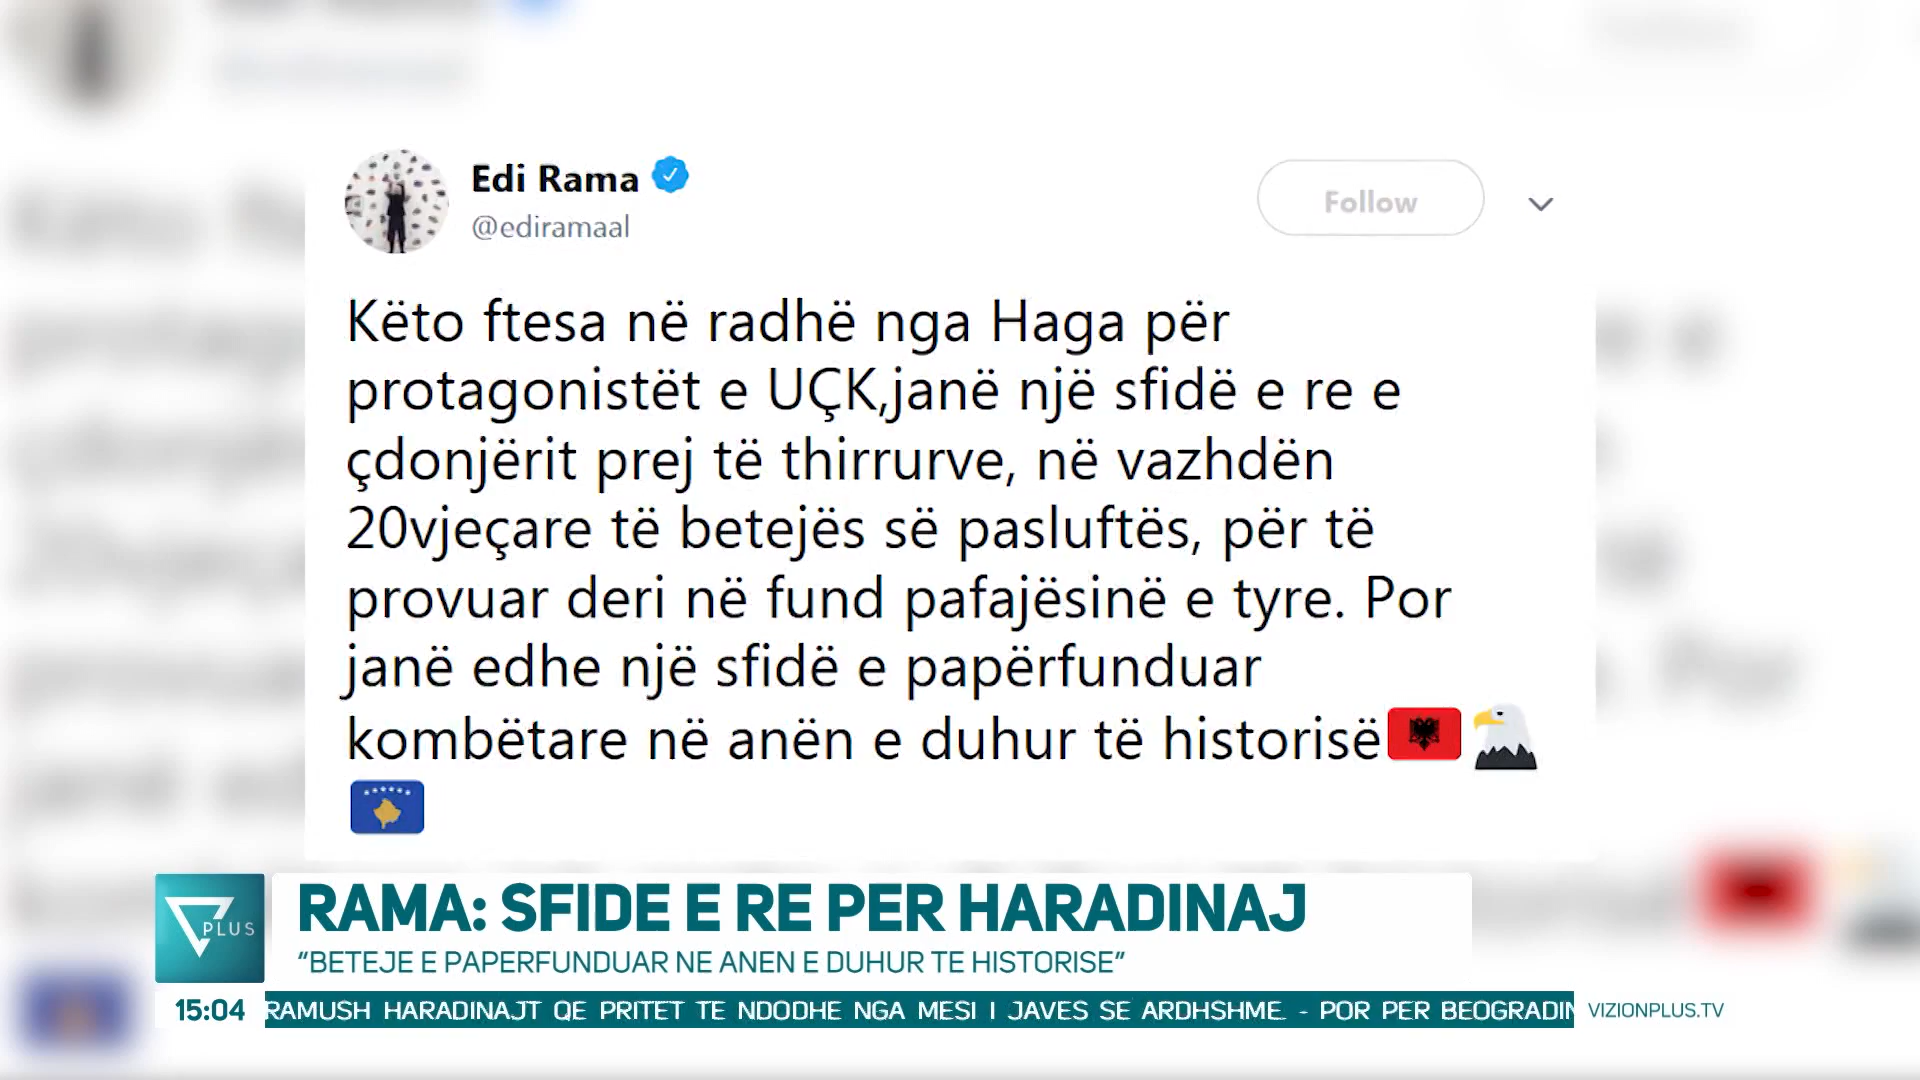 Edi Rama
@ediramaal
Follow
Këto ftesa në radhë nga Haga për
protagonistët e UÇK,janë një sfidë e re e
çdonjërit prej të thirrurve, në vazhdën
20vjeçare të betejës së pasluftës, për të
provuar deri në fund pafajësinë e tyre. Por
janë edhe një sfidë e papërfunduar
kombëtare në anën e duhur të historisë
PLUS
RAMA: SFIDE E RE PER HARADINAJ
“BETEJE E PAPERFUNDUAR NE ANEN E DUHUR TE HISTORISE”
15:04 RAMUSH HARADINAJT QE PRITET TE NDODHE NGA MESI I JAVES SE ARDHSHME - POR PER BEOGRADIN VIZIONPLUS.TV